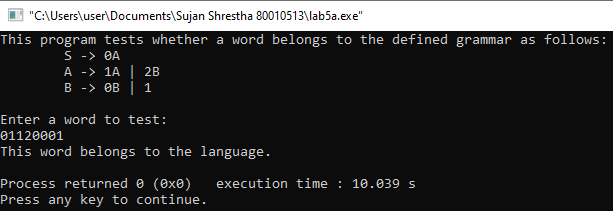 "C:\Users\user\Documents\Sujan Shrestha 80010513\lab5a.exe"
This program tests whether a word belongs to the defined grammar as follows:
S -> 0A
A -> 1A | 2B
B -> 0B | 1
Enter a word to test:
01120001
This word belongs to the language.
Process returned 0 (0x0)   execution time : 10.039 s
Press any key to continue.